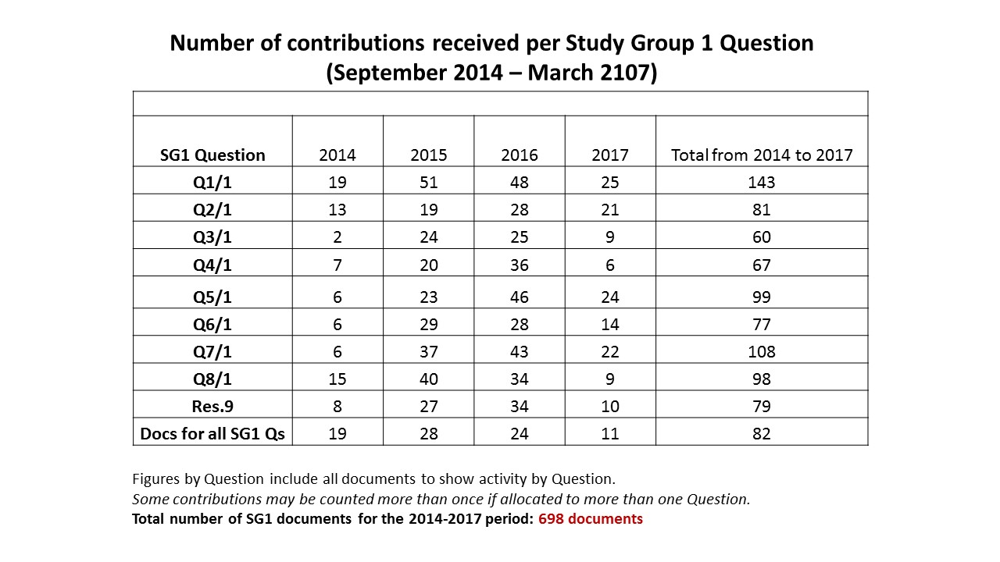 Number of contributions received per Study Group 1 Question
(September 2014 – March 2107)
SG1 Question 2014 2015 2016 2017 Total from 2014 to 2017
Q1/1 19 51 48 25 143
Q2/1 13 19 28 21 81
Q3/1 2 24 25 9 60
Q4/1 7 20 36 6 67
Q5/1 6 23 46 24 99
Q6/1 6 29 28 14 77
Q7/1 6 37 43 22 108
Q8/1 15 40 34 9 98
Res.9 8 27 34 10 79
Docs for all SG1 Qs 19 28 24 11 82
Figures by Question include all documents to show activity by Question.
Some contributions may be counted more than once if allocated to more than one Question.
Total number of SG1 documents for the 2014-2017 period: 698 documents